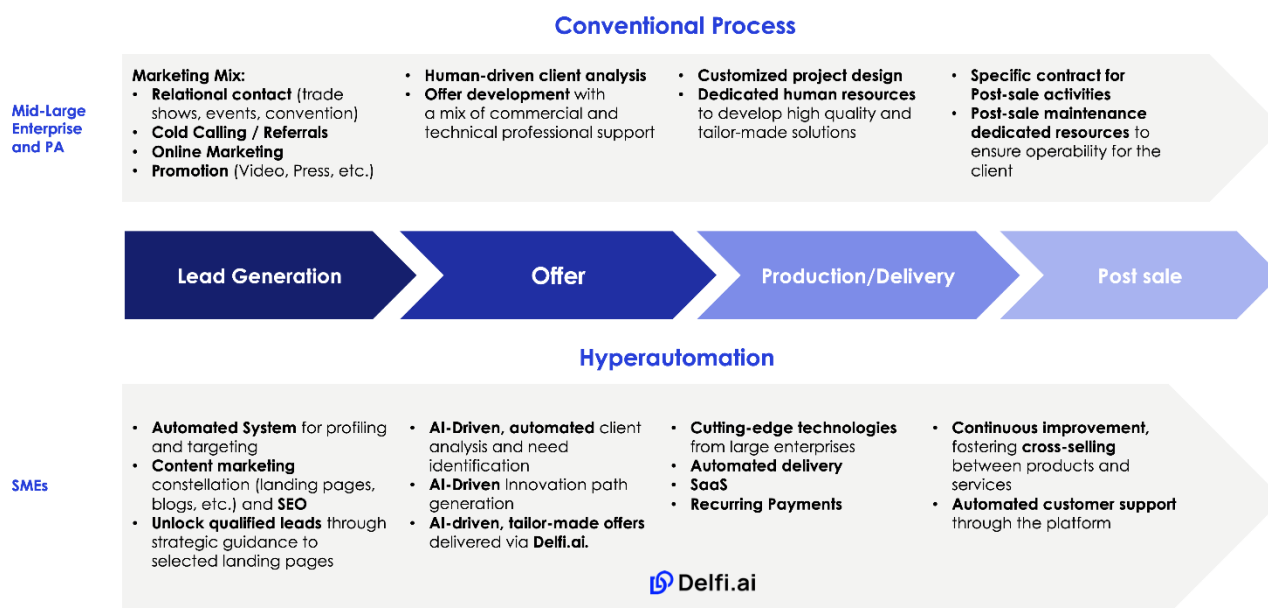 Conventional Process
Mid-Large
Enterprise
and PA
Marketing Mix:
• Relational contact (trade
shows, events, convention)
• Cold Calling / Referrals
• Online Marketing
• Promotion (Video, Press, etc.)
• Human-driven client analysis
• Offer development with
a mix of commercial and
technical professional support
• Customized project design
• Dedicated human resources
to develop high quality and
tailor-made solutions
• Specific contract for
Post-sale activities
• Post-sale maintenance
dedicated resources to
ensure operability for the
client
Lead Generation
Offer
Production/Delivery
Post sale
Hyperautomation
SMEs
• Automated System for profiling
and targeting
• Content marketing
constellation (landing pages,
blogs, etc.) and SEO
• Unlock qualified leads through
strategic guidance to
selected landing pages
• AI-Driven, automated client
analysis and need
identification
• AI-Driven Innovation path
generation
• AI-driven, tailor-made offers
delivered via Delfi.ai.
• Cutting-edge technologies
from large enterprises
• Automated delivery
• SaaS
• Recurring Payments
• Continuous improvement,
fostering cross-selling
between products and
services
• Automated customer support
through the platform
Delfi.ai